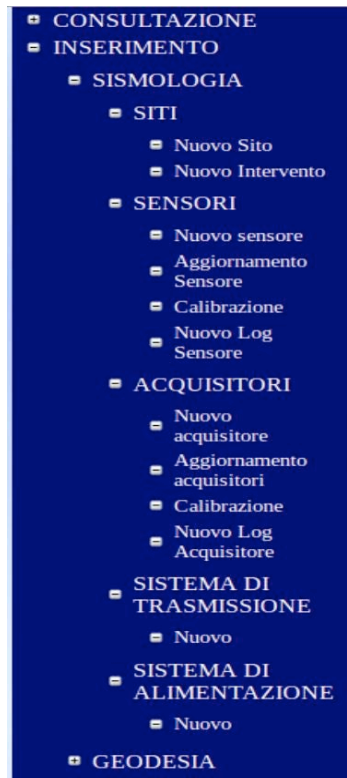 CONSULTAZIONE
INSERIMENTO
SISMOLOGIA
SITI
Nuovo Sito
Nuovo Intervento
SENSORI
Nuovo sensore
Aggiornamento
Sensore
Calibrazione
Nuovo Log
Sensore
ACQUISITORI
Nuovo
acquisitore
Aggiornamento
acquisitori
Calibrazione
Nuovo Log
Acquisitore
SISTEMA DI
TRASMISSIONE
Nuovo
SISTEMA DI
ALIMENTAZIONE
Nuovo
GEODESIA